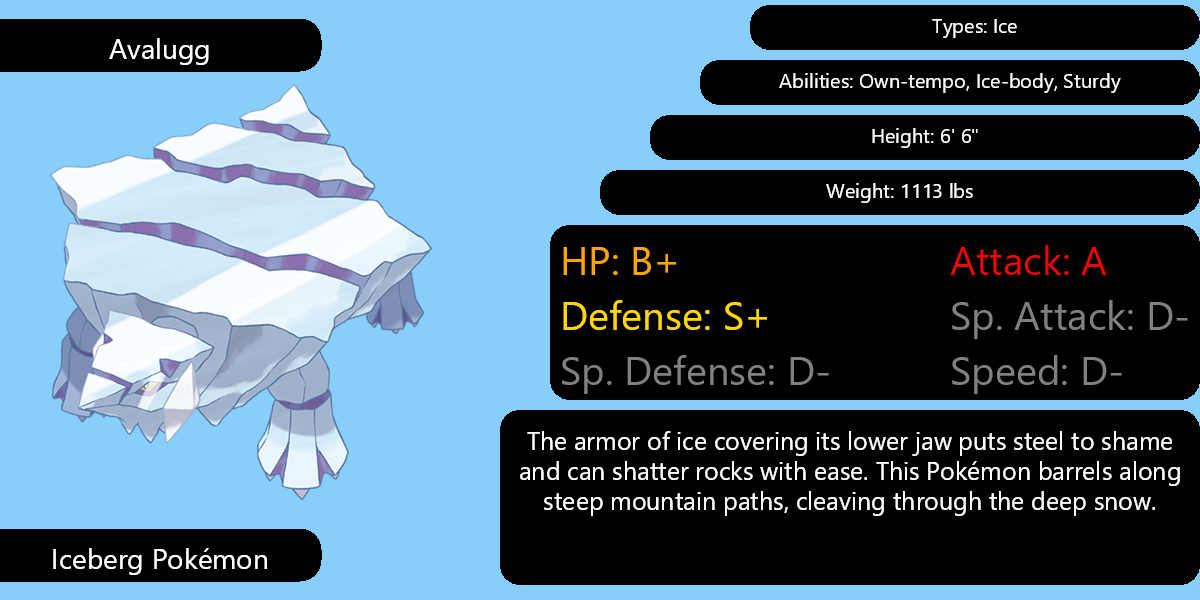 Avalugg
Types: Ice
Abilities: Own-tempo, Ice-body, Sturdy
Height: 6' 6"
Weight: 1113 lbs
HP: B+
Attack: A
Defense: S+
Sp. Attack: D-
Sp. Defense: D-
Speed: D-
The armor of ice covering its lower jaw puts steel to shame
and can shatter rocks with ease. This Pokémon barrels along
steep mountain paths, cleaving through the deep snow.
Iceberg Pokémon